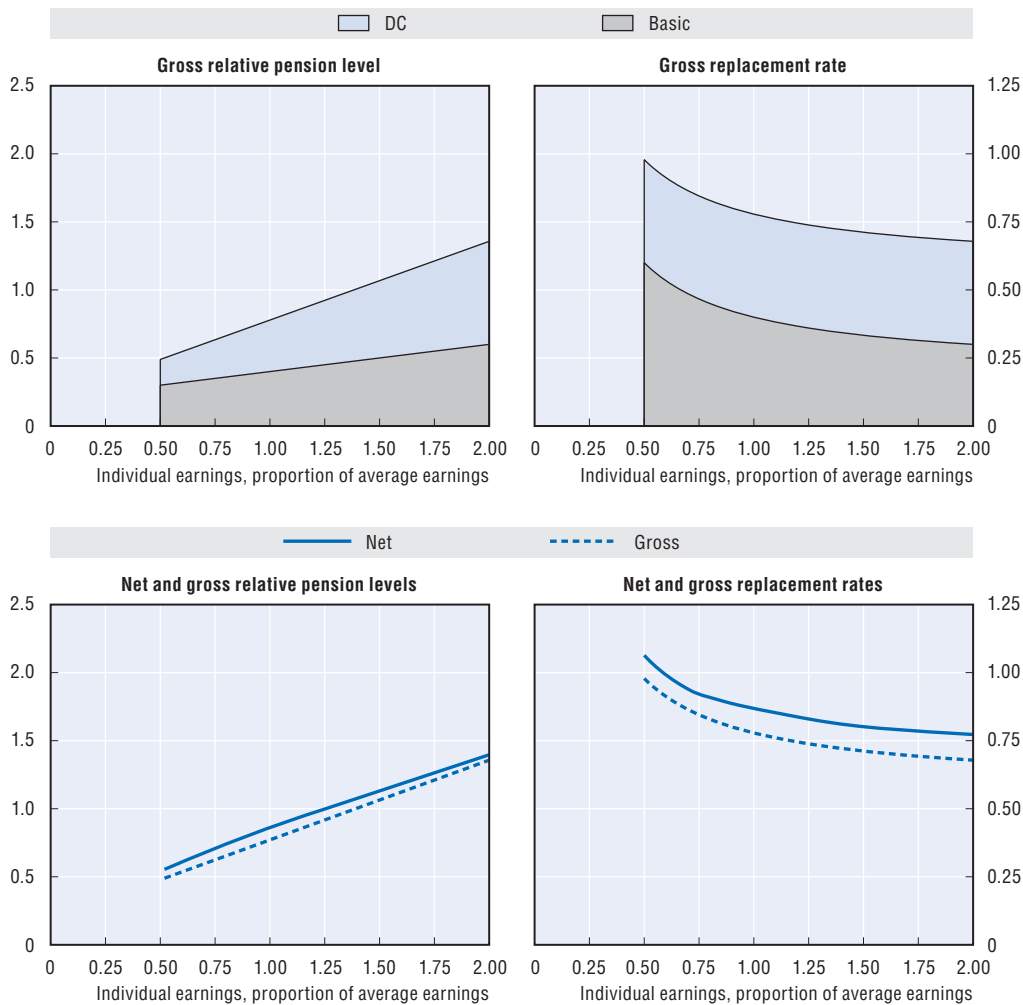 DC Basic
Gross relative pension level Gross replacement rate
2.5 1.25
2.0 1.00
1.5 0.75
1.0 0.50
0.5 0.25
0 0
0 0.25 0.50 0.75 1.00 1.25 1.50 1.75 2.00 0 0.25 0.50 0.75 1.00 1.25 1.50 1.75 2.00
Individual earnings, proportion of average earnings Individual earnings, proportion of average earnings
Net Gross
Net and gross relative pension levels Net and gross replacement rates
2.5 1.25
2.0 1.00
1.5 0.75
1.0 0.50
0.5 0.25
0 0
0 0.25 0.50 0.75 1.00 1.25 1.50 1.75 2.00 0 0.25 0.50 0.75 1.00 1.25 1.50 1.75 2.00
Individual earnings, proportion of average earnings Individual earnings, proportion of average earnings